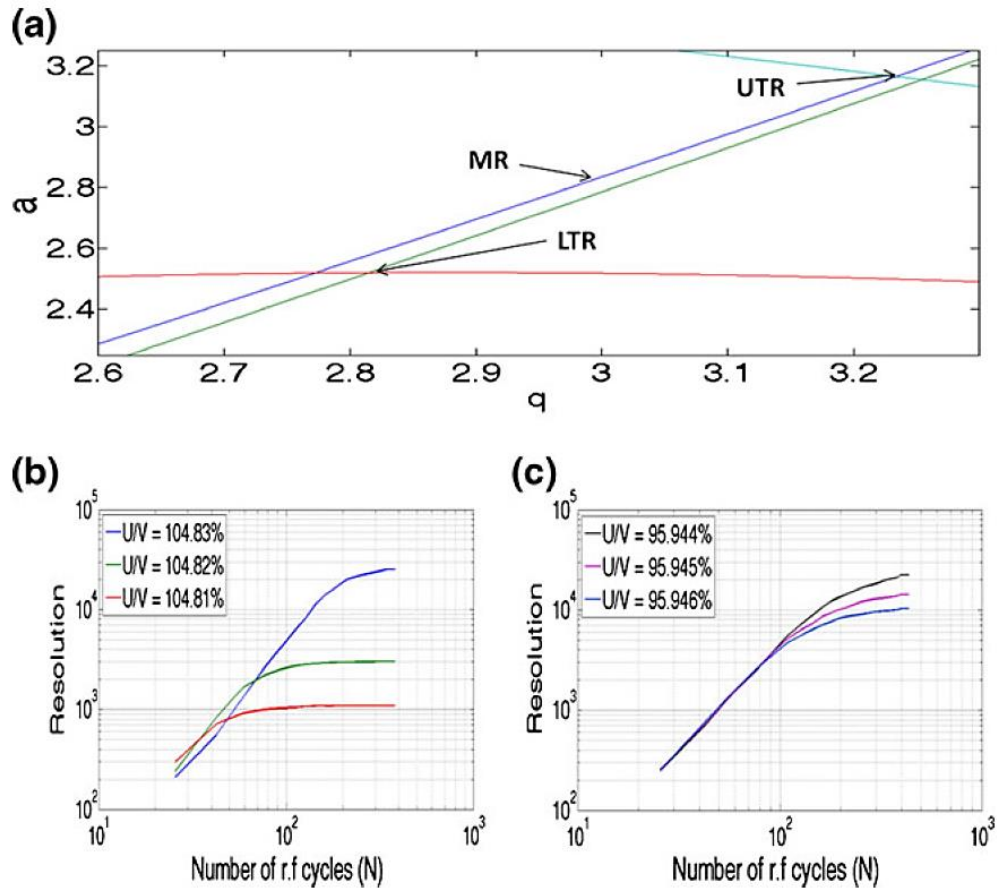 (a)
3.2
3
2.8
2.6
2.4
a
UTR
MR
LTR
2.6 2.7 2.8 2.9 3 3.1 3.2
q
(b)
10^5
10^4
10^3
10^2
Resolution
U/V = 104.83%
U/V = 104.82%
U/V = 104.81%
10^1 10^2 10^3
Number of r.f cycles (N)
(c)
10^5
10^4
10^3
10^2
Resolution
U/V = 95.944%
U/V = 95.945%
U/V = 95.946%
10^1 10^2 10^3
Number of r.f cycles (N)